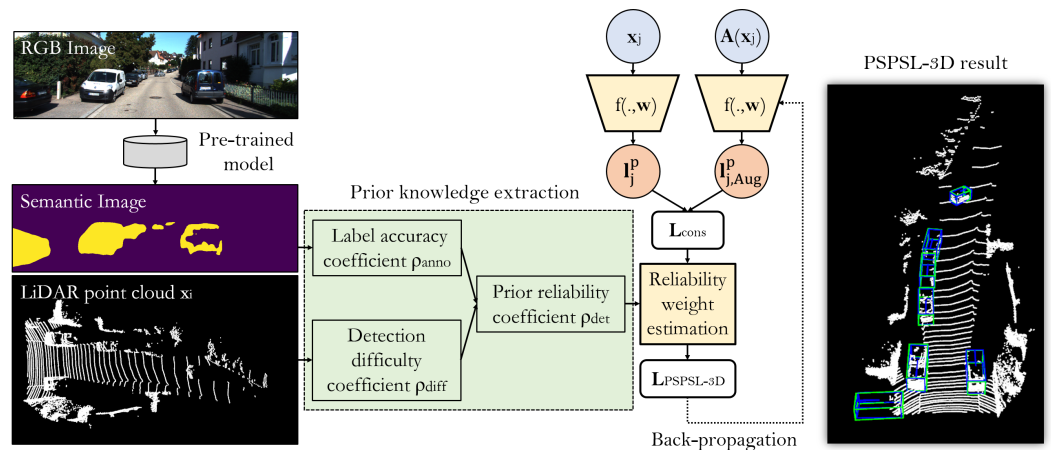 RGB Image
Pre-trained
model
Semantic Image
LiDAR point cloud xi
Prior knowledge extraction
Label accuracy
coefficient ρanno
Detection
difficulty
coefficient ρdiff
Prior reliability
coefficient ρdet
xj
A(xj)
f(.,w)
f(.,w)
l_j^p
l_j,Aug^p
Lcons
Reliability
weight
estimation
LPSPSL-3D
Back-propagation
PSPSL-3D result